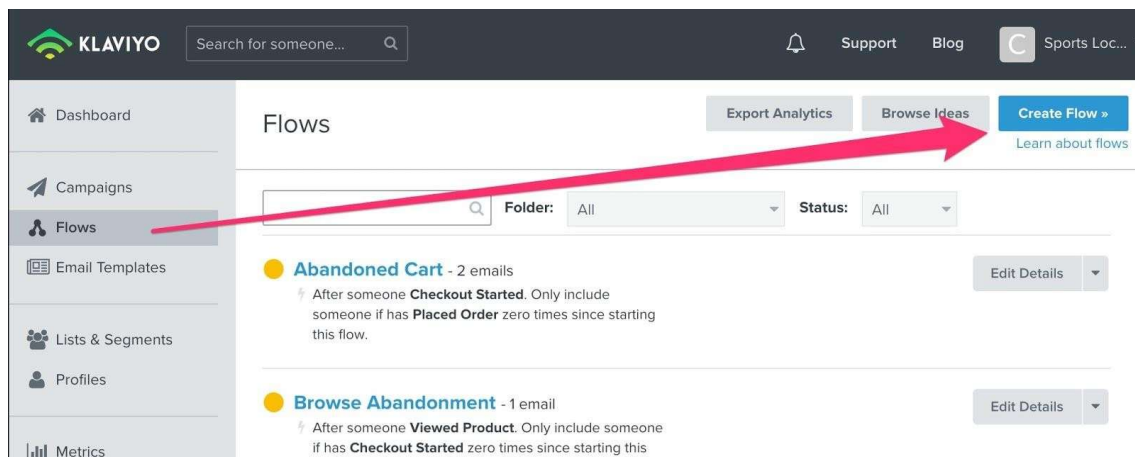 KLAVIYO
Search for someone...
Support
Blog
C
Sports Loc...
Dashboard
Campaigns
Flows
Email Templates
Lists & Segments
Profiles
Metrics
Flows
Export Analytics
Browse Ideas
Create Flow »
Learn about flows
Folder:
All
Status:
All
Abandoned Cart - 2 emails
Edit Details
After someone Checkout Started. Only include
someone if has Placed Order zero times since starting
this flow.
Browse Abandonment - 1 email
Edit Details
After someone Viewed Product. Only include someone
if has Checkout Started zero times since starting this